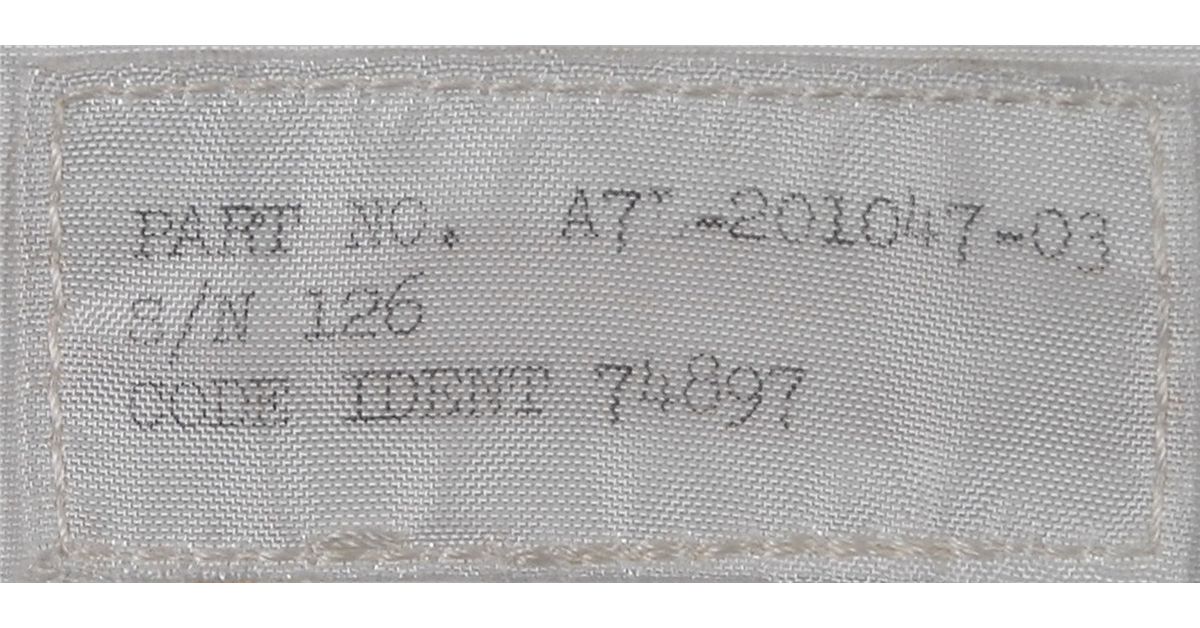 PART NO. A7L-201047-03
S/N 126
CODE IDENT 74897